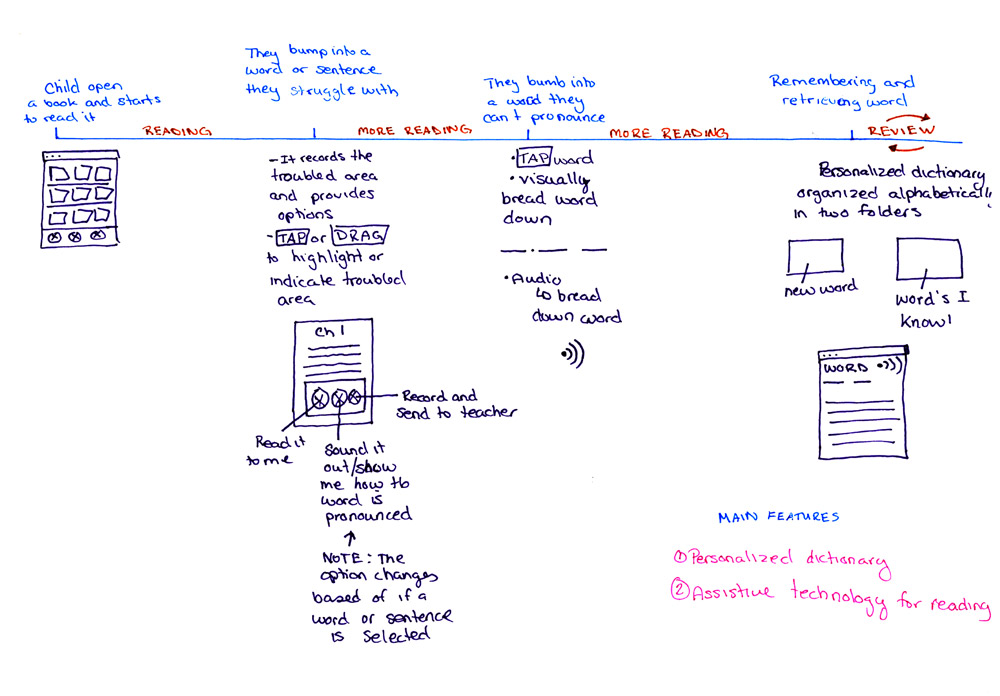 Child open
a book and starts
to read it
They bump into a
word or sentence
they struggle with
They bumb into
a word they
can't pronounce
Remembering and
retrieving word
READING
MORE READING
MORE READING
REVIEW
- It records the
troubled area
and provides
options
- TAP or DRAG
to highlight or
indicate troubled
area
Ch 1
Record and
send to teacher
Read it
to me
Sound it
out/show
me how th
word is
pronounced
NOTE: The
option changes
based of if a
word or sentence
is selected
• TAP word
• visually
bread word
down
• Audio
↳ bread
down word
Personalized dictionary
organized alphabetically
in two folders
new word
word's I
know!
WORD
MAIN FEATURES
① Personalized dictionary
② Assistive technology for reading